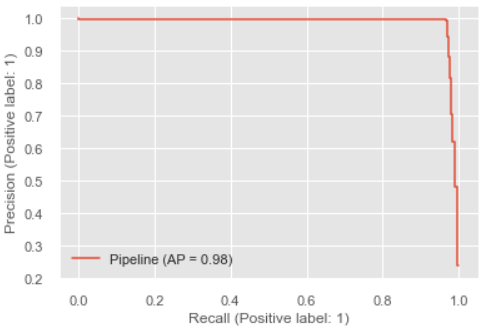 1.0
0.9
0.8
0.7
0.6
0.5
0.4
0.3
0.2
Precision (Positive label: 1)
Pipeline (AP = 0.98)
0.0 0.2 0.4 0.6 0.8 1.0
Recall (Positive label: 1)